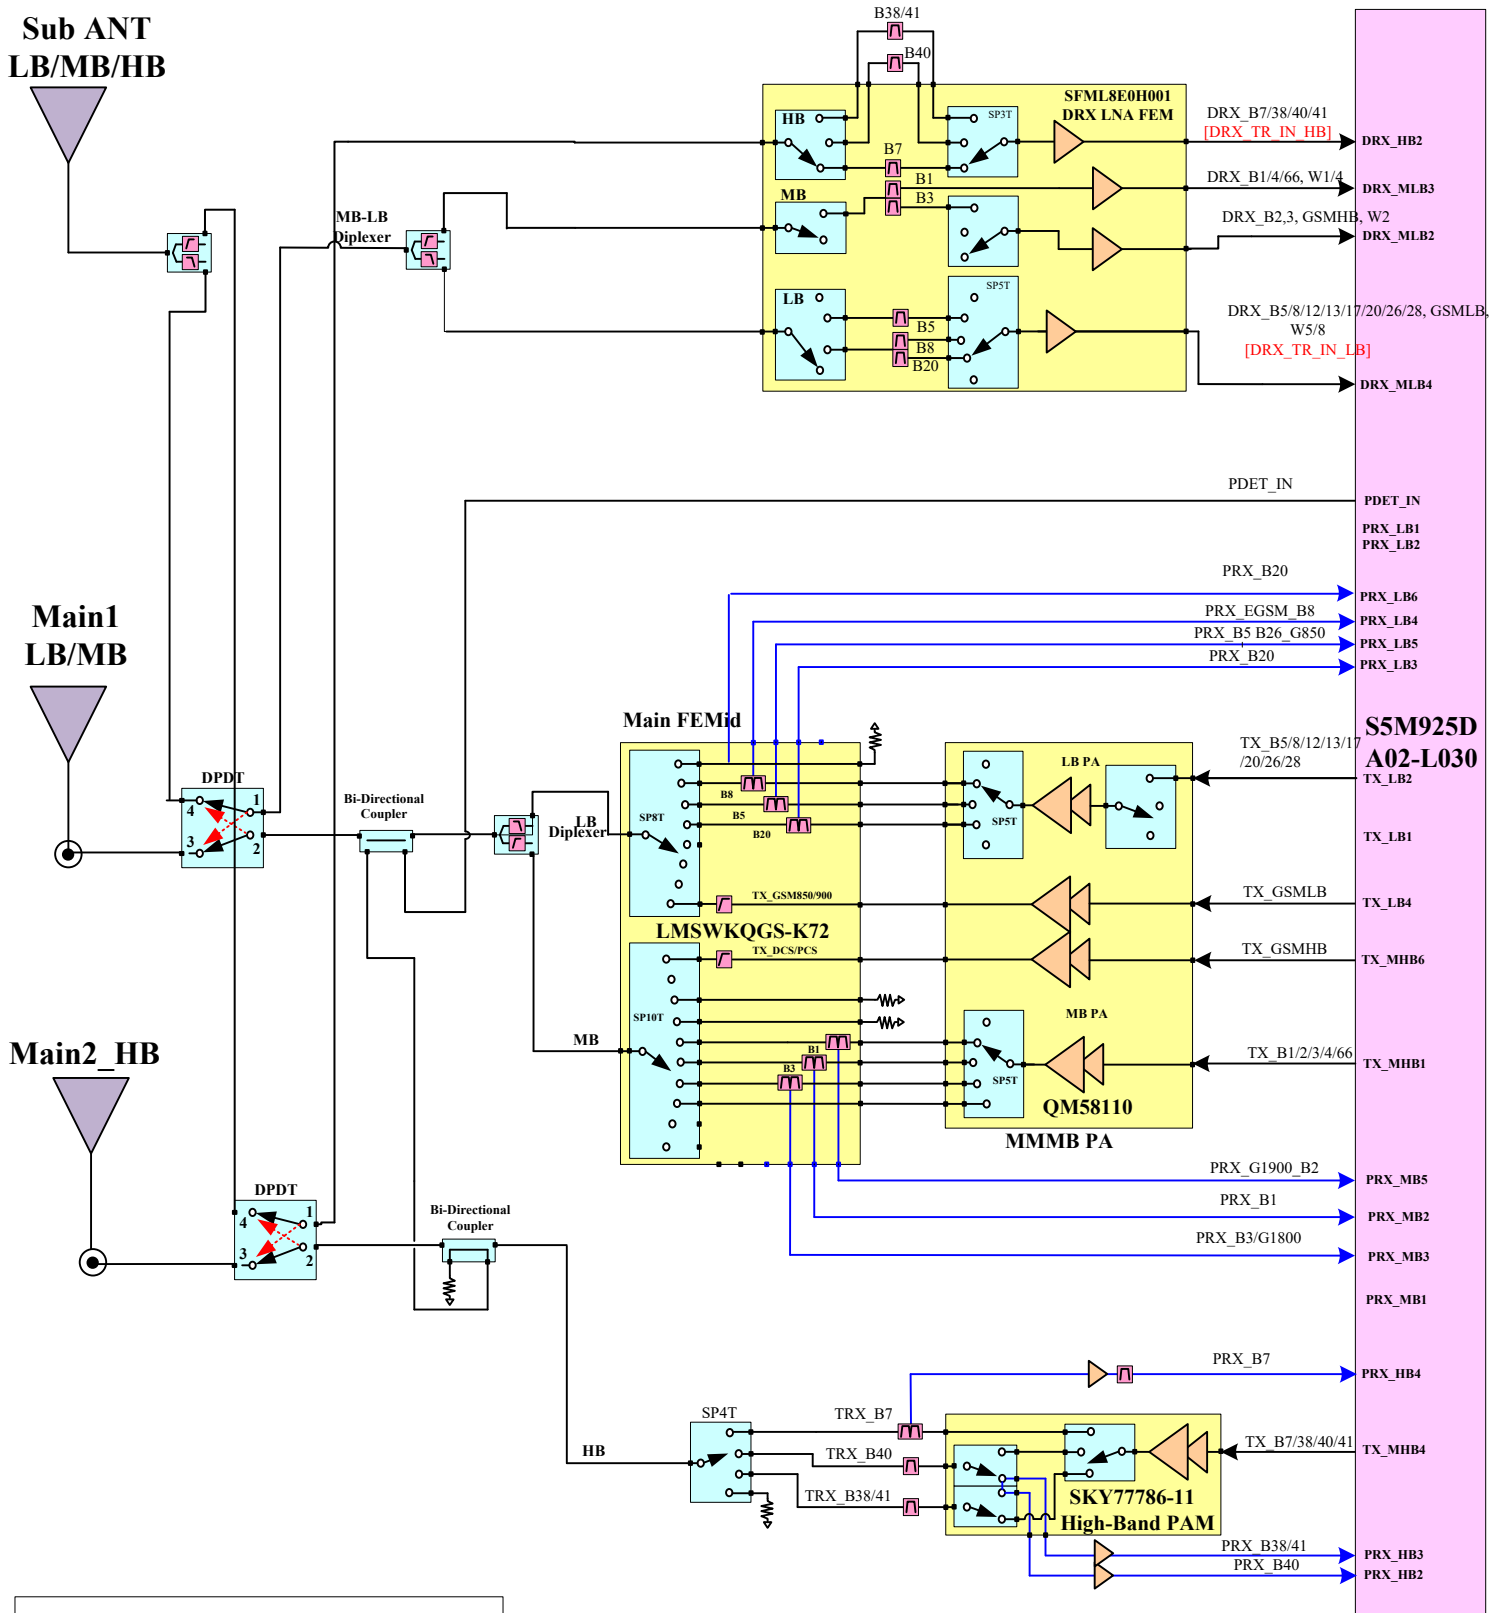 Sub ANT
LB/MB/HB
B38/41
B40
SFML8E0H001
DRX LNA FEM
HB
SP3T
B7
B1
B3
MB
LB
SP5T
B5
B8
B20
MB-LB
Diplexer
DRX_B7/38/40/41
[DRX_TR_IN_HB]
DRX_HB2
DRX_B1/4/66, W1/4
DRX_MLB3
DRX_B2,3, GSMHB, W2
DRX_MLB2
DRX_B5/8/12/13/17/20/26/28, GSMLB,
W5/8
[DRX_TR_IN_LB]
DRX_MLB4
PDET_IN
PDET_IN
PRX_LB1
PRX_LB2
PRX_B20
PRX_LB6
PRX_EGSM_B8
PRX_LB4
PRX_B5 B26_G850
PRX_LB5
PRX_B20
PRX_LB3
Main1
LB/MB
S5M925D
A02-L030
Main FEMid
DPDT
1
4
3
2
Bi-Directional
Coupler
LB
Diplexer
SP8T
B8
B5
B20
LB PA
SP5T
TX_B5/8/12/13/17
/20/26/28
TX_LB2
TX_LB1
TX_GSM850/900
TX_GSMLB
TX_LB4
LMSWKQGS-K72
TX_DCS/PCS
TX_GSMHB
TX_MHB6
SP10T
MB
B1
B3
MB PA
SP5T
TX_B1/2/3/4/66
TX_MHB1
QM58110
MMMB PA
Main2_HB
DPDT
1
4
3
2
Bi-Directional
Coupler
PRX_G1900_B2
PRX_MB5
PRX_B1
PRX_MB2
PRX_B3/G1800
PRX_MB3
PRX_MB1
PRX_B7
PRX_HB4
SP4T
TRX_B7
HB
TRX_B40
TRX_B38/41
TX_B7/38/40/41
TX_MHB4
SKY77786-11
High-Band PAM
PRX_B38/41
PRX_HB3
PRX_B40
PRX_HB2